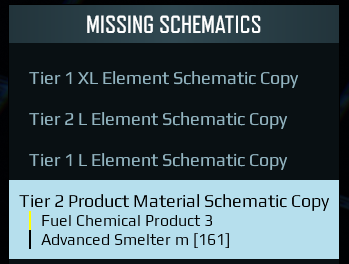 MISSING SCHEMATICS
Tier 1 XL Element Schematic Copy
Tier 2 L Element Schematic Copy
Tier 1 L Element Schematic Copy
Tier 2 Product Material Schematic Copy
Fuel Chemical Product 3
Advanced Smelter m [161]